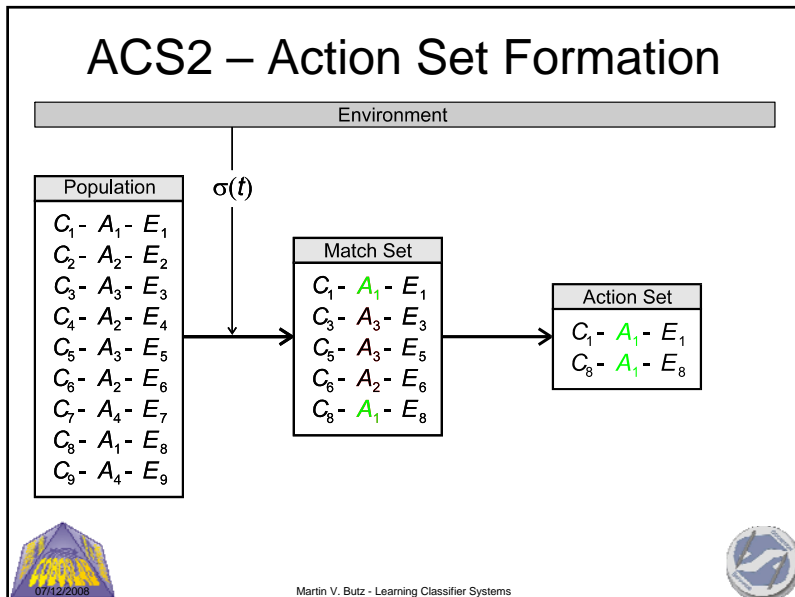 ACS2 – Action Set Formation
Environment
σ(t)
Population
C₁- A₁- E₁
C₂- A₂- E₂
C₃- A₃- E₃
C₄- A₂- E₄
C₅- A₃- E₅
C₆- A₂- E₆
C₇- A₄- E₇
C₈- A₁- E₈
C₉- A₄- E₉
Match Set
C₁- A₁- E₁
C₃- A₃- E₃
C₅- A₃- E₅
C₆- A₂- E₆
C₈- A₁- E₈
Action Set
C₁- A₁- E₁
C₈- A₁- E₈
COBOSLAB
07/12/2008
Martin V. Butz - Learning Classifier Systems